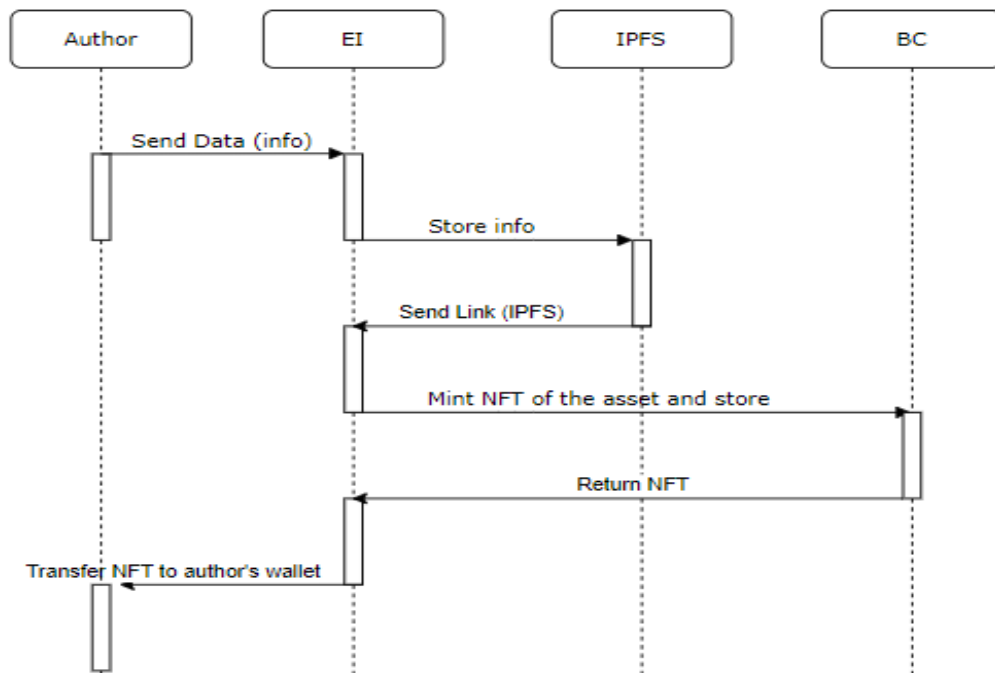 Author
EI
IPFS
BC
Send Data (info)
Store info
Send Link (IPFS)
Mint NFT of the asset and store
Return NFT
Transfer NFT to author's wallet